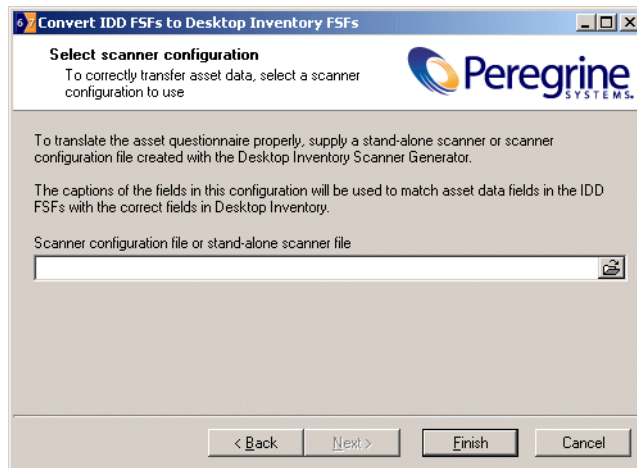 67 Convert IDD FSFs to Desktop Inventory FSFs
Select scanner configuration
To correctly transfer asset data, select a scanner
configuration to use
Peregrine
SYSTEMS.
To translate the asset questionnaire properly, supply a stand-alone scanner or scanner
configuration file created with the Desktop Inventory Scanner Generator.
The captions of the fields in this configuration will be used to match asset data fields in the IDD
FSFs with the correct fields in Desktop Inventory.
Scanner configuration file or stand-alone scanner file
< Back Next > Finish Cancel